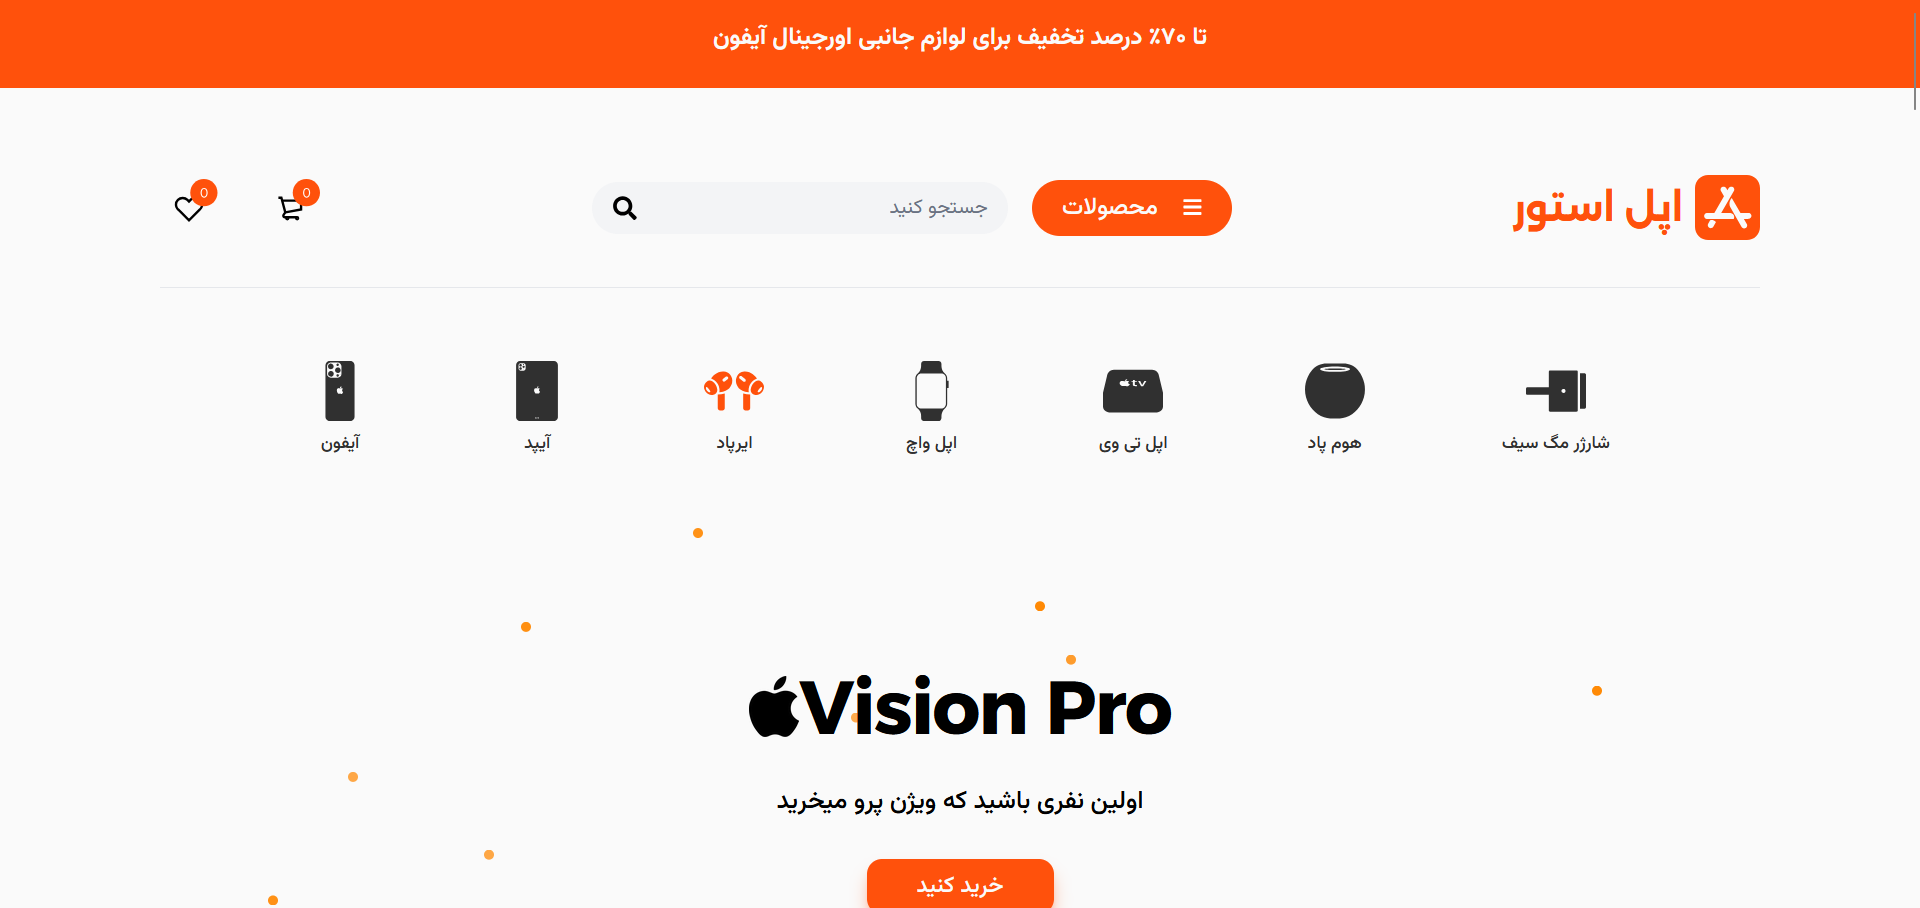 تا ۷۰٪ درصد تخفیف برای لوازم جانبی اورجینال آیفون
اپل استور
محصولات
جستجو کنید
0
0
شارژر مگ سیف
هوم پاد
اپل تی وی
اپل واچ
ایرپاد
آیپد
آیفون
tv
Vision Pro
اولین نفری باشید که ویژن پرو میخرید
خرید کنید